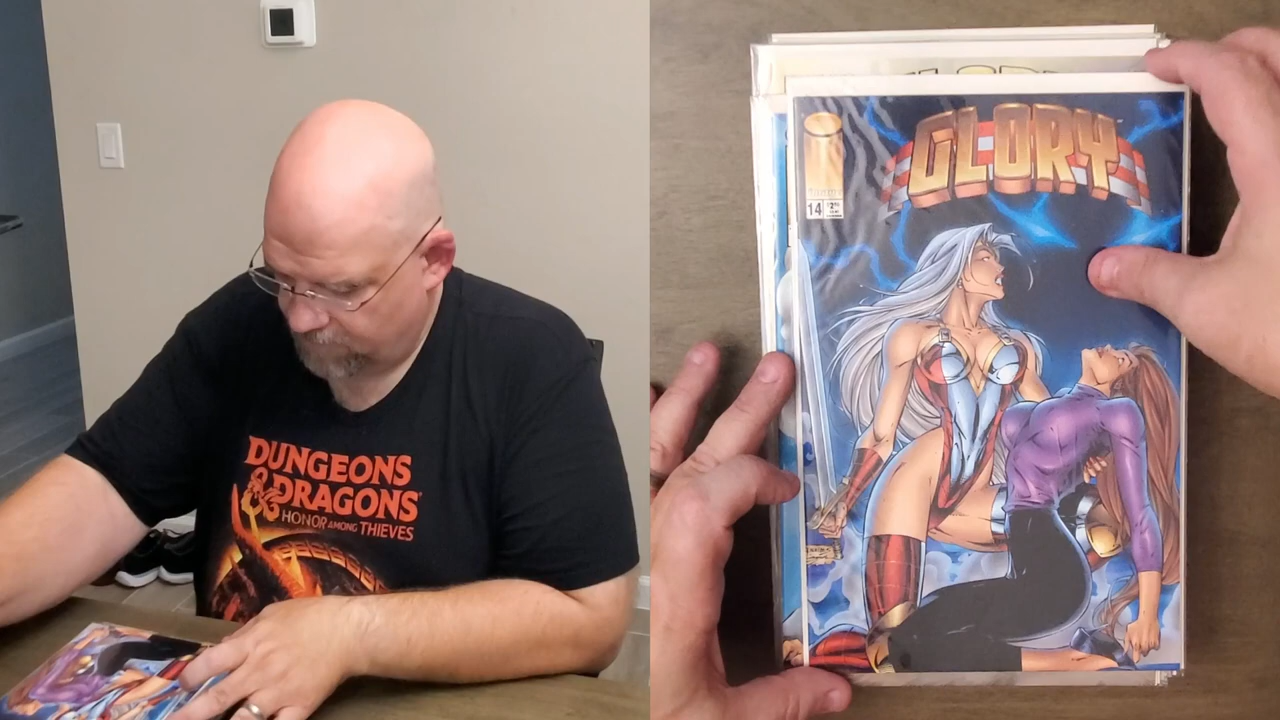 DUNGEONS
& DRAGONS
HONOR AMONG THIEVES
GLORY
14